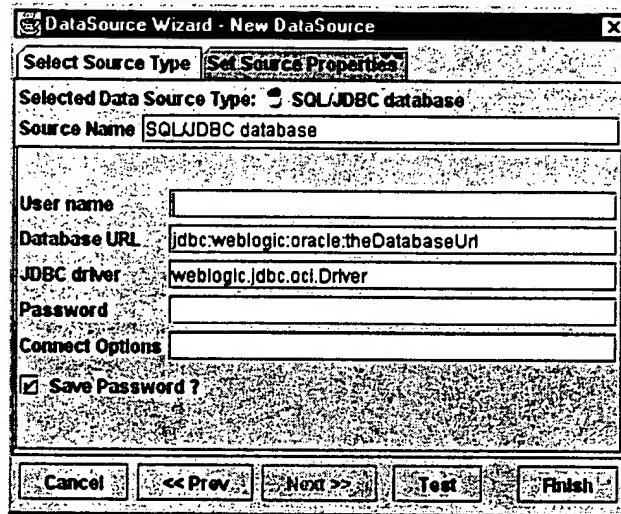 DataSource Wizard - New DataSource
Select Source Type Set Source Properties
Selected Data Source Type: SQL/JDBC database
Source Name SQL/JDBC database
User name
Database URL jdbc:weblogic:oracle:theDatabaseUrl
JDBC driver weblogic.jdbc.oci.Driver
Password
Connect Options
Save Password ?
Cancel << Prev Next >> Test Finish